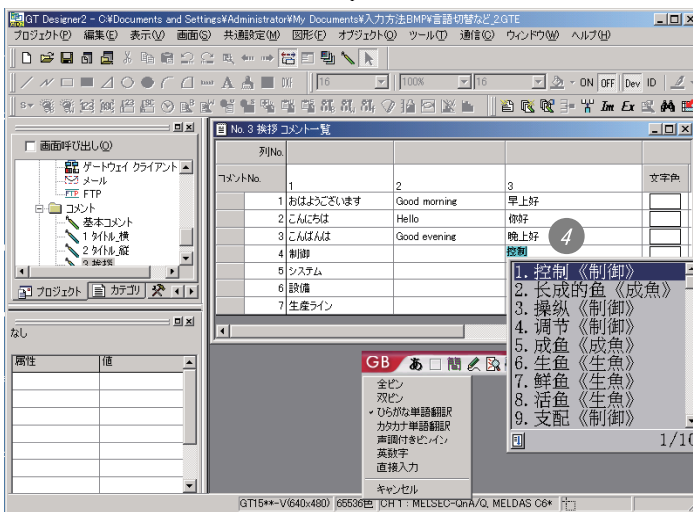 GT Designer2 - C:¥Documents and Settings¥Administrator¥My Documents¥入力方法BMP¥言語切替など_2.GTE
プロジェクト(P) 編集(E) 表示(V) 画面(S) 共通設定(M) 図形(F) オブジェクト(O) ツール(T) 通信(C) ウィンドウ(W) ヘルプ(H)
16 100% 16 ON OFF Dev ID
Im Ex
画面呼び出し(O)
ゲートウェイ クライアント
メール
FTP
コメント
基本コメント
1 タイトル_横
2 タイトル_縦
3 挨拶
プロジェクト カテゴリ
なし
属性 値
No. 3 挨拶 コメント一覧
列No.
コメントNo. 1 2 3 文字色
1 おはようございます Good morning 早上好
2 こんにちは Hello 你好
3 こんばんは Good evening 晚上好
4 制御 控制
5 システム
6 設備
7 生産ライン
4
1. 控制《制御》
2. 长成的鱼《成魚》
3. 操纵《制御》
4. 调节《制御》
5. 成鱼《成魚》
6. 生鱼《生魚》
7. 鲜鱼《生魚》
8. 活鱼《生魚》
9. 支配《制御》
1/10
GB あ 簡
全ピン
双ピン
ひらがな単語翻訳
カタカナ単語翻訳
声調付きピンイン
英数字
直接入力
キャンセル
GT15**-V(640x480) 65536色 CH 1 : MELSEC-QnA/Q, MELDAS C6*